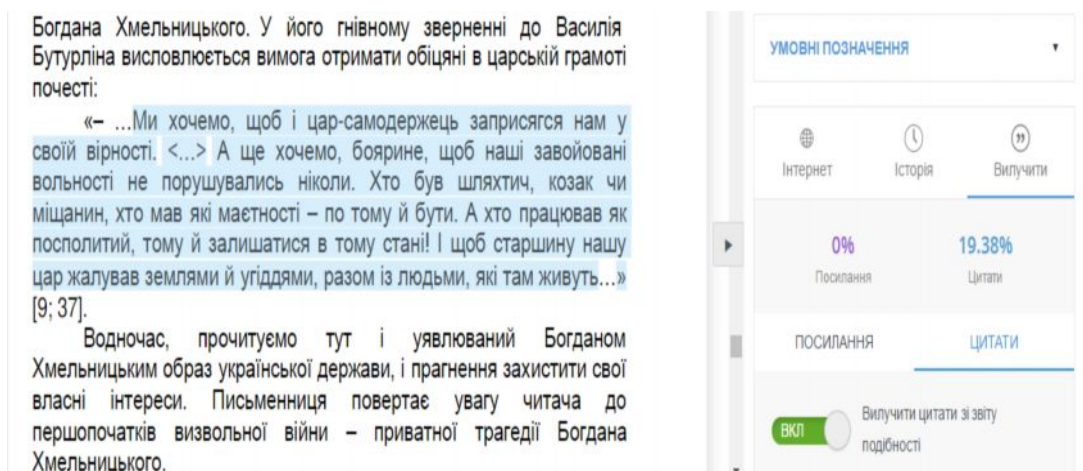 Богдана Хмельницького. У його гнівному зверненні до Василія
Бутурліна висловлюється вимога отримати обіцяні в царській грамоті
почесті:
«– …Ми хочемо, щоб і цар-самодержець заприсягся нам у
своїй вірності. <...> А ще хочемо, боярине, щоб наші завойовані
вольності не порушувались ніколи. Хто був шляхтич, козак чи
міщанин, хто мав які маєтності – по тому й бути. А хто працював як
посполитий, тому й залишатися в тому стані! І щоб старшину нашу
цар жалував землями й угіддями, разом із людьми, які там живуть…»
[9; 37].
Водночас, прочитуємо тут і уявлюваний Богданом
Хмельницьким образ української держави, і прагнення захистити свої
власні інтереси. Письменниця повертає увагу читача до
першопочатків визвольної війни – приватної трагедії Богдана
Хмельницького.
УМОВНІ ПОЗНАЧЕННЯ
Інтернет Історія Вилучити
0% 19.38%
Посилання Цитати
ПОСИЛАННЯ ЦИТАТИ
ВКЛ Вилучити цитати зі звіту
подібності